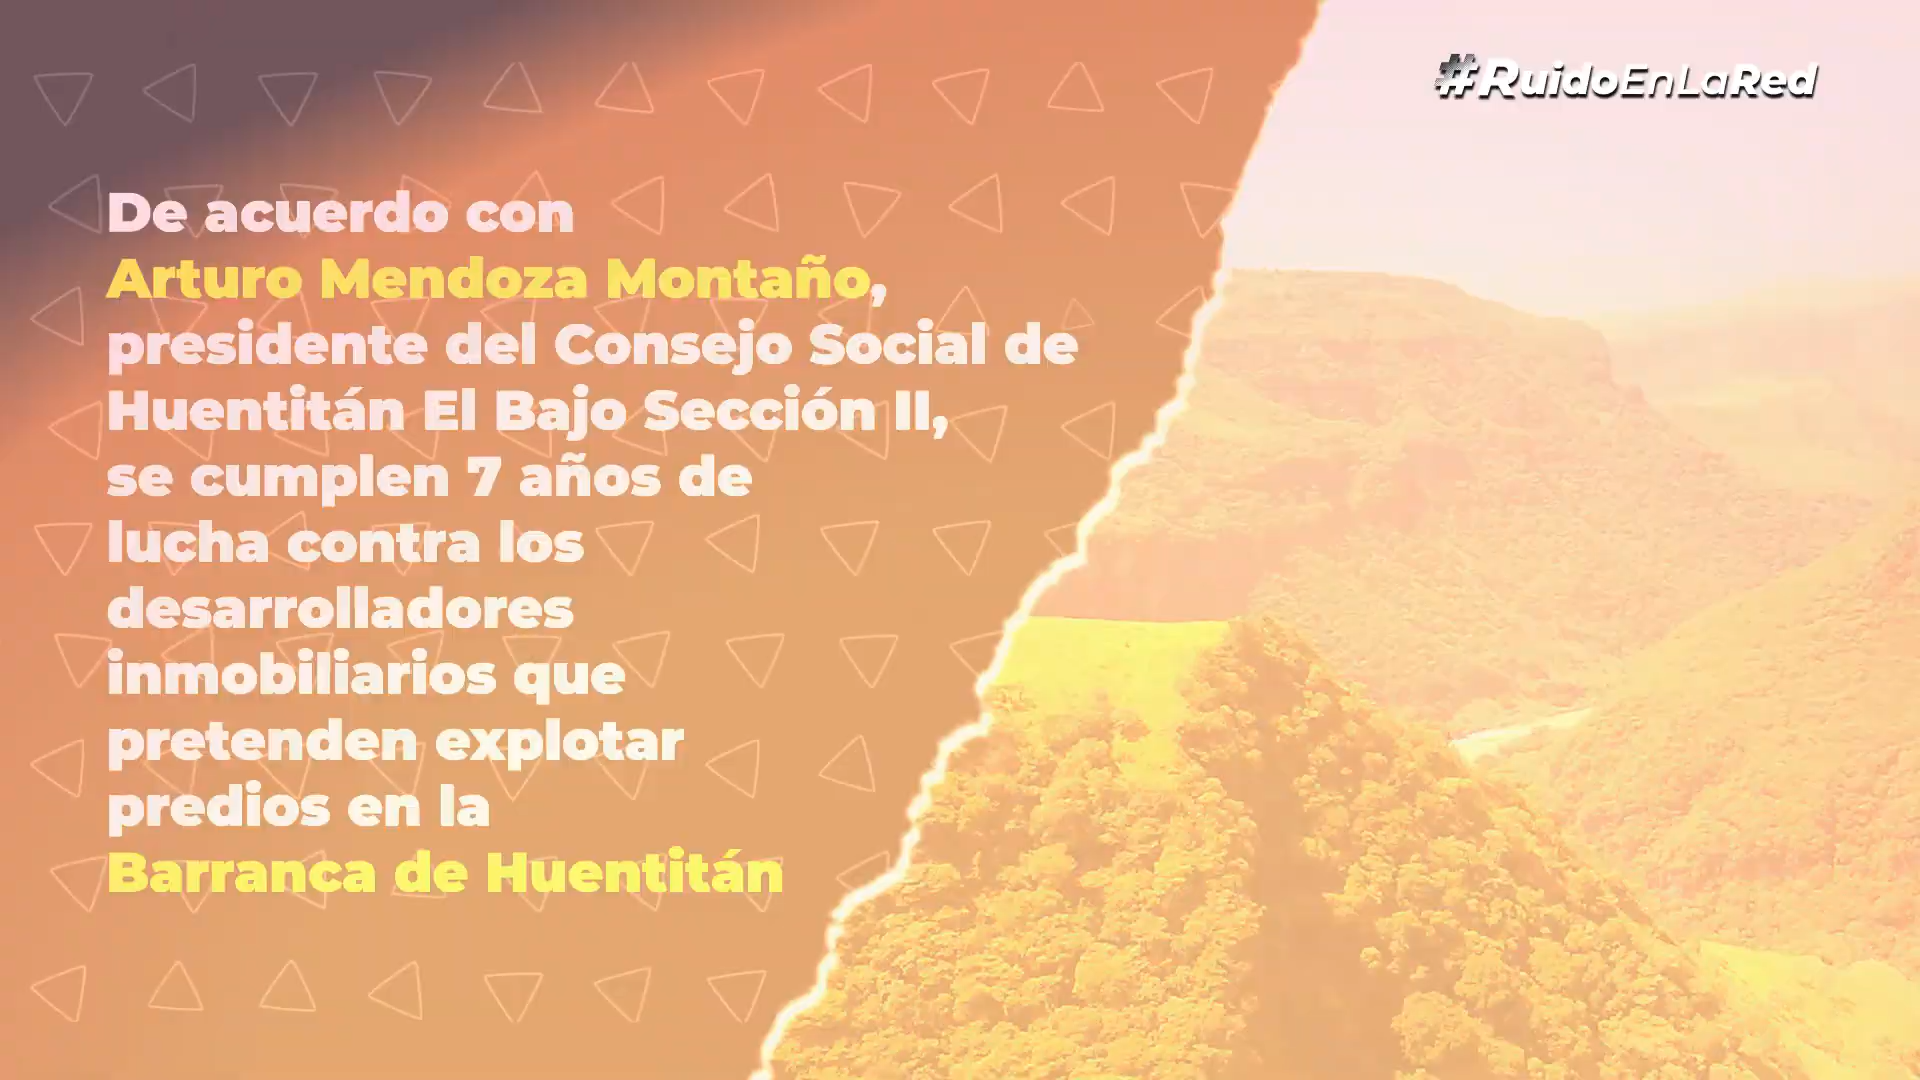 #RuidoEnLaRed
De acuerdo con
Arturo Mendoza Montaño,
presidente del Consejo Social de
Huentitán El Bajo Sección II,
se cumplen 7 años de
lucha contra los
desarrolladores
inmobiliarios que
pretenden explotar
predios en la
Barranca de Huentitán